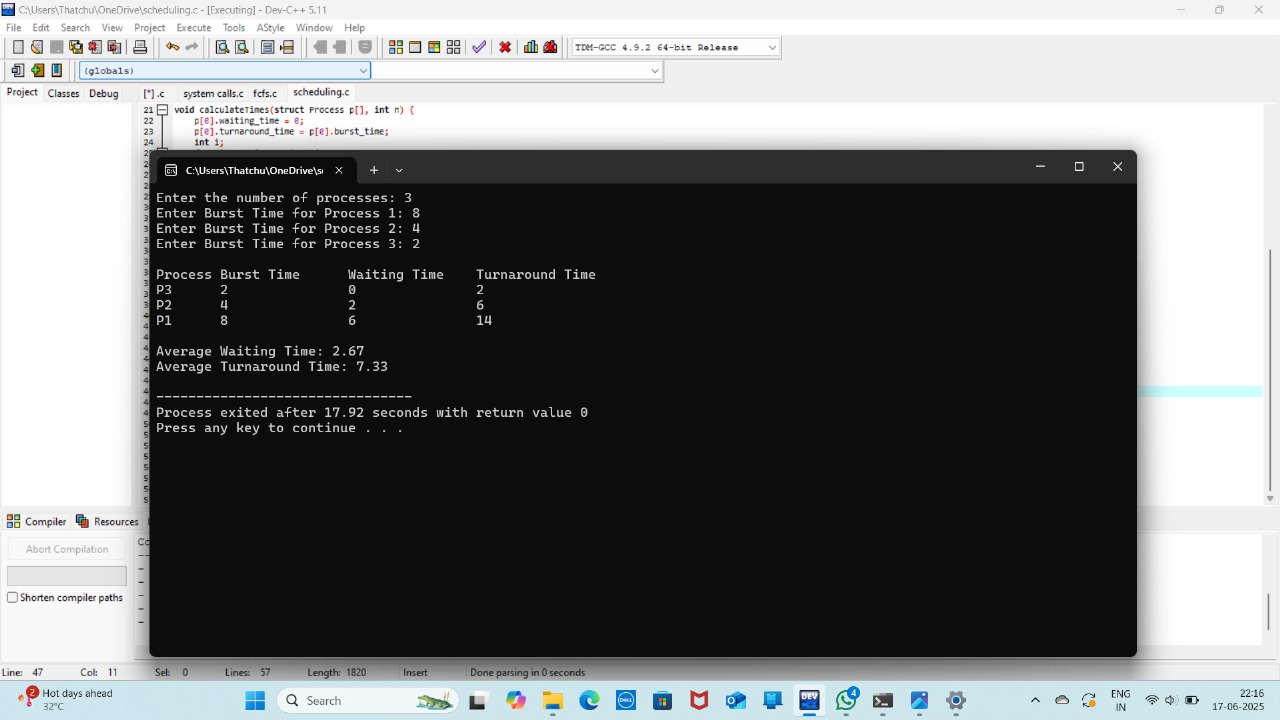 C:\Users\Thatchu\OneDrive\scheduling.c - [Executing] - Dev-C++ 5.11
File Edit Search View Project Execute Tools AStyle Window Help
TDM-GCC 4.9.2 64-bit Release
(globals)
Project Classes Debug [*] .c system calls.c fcfs.c scheduling.c
21 void calculateTimes(struct Process p[], int n) {
22 p[0].waiting_time = 0;
23 p[0].turnaround_time = p[0].burst_time;
24 int i;
C:\Users\Thatchu\OneDrive\s
Enter the number of processes: 3
Enter Burst Time for Process 1: 8
Enter Burst Time for Process 2: 4
Enter Burst Time for Process 3: 2
Process Burst Time Waiting Time Turnaround Time
P3 2 0 2
P2 4 2 6
P1 8 6 14
Average Waiting Time: 2.67
Average Turnaround Time: 7.33
--------------------------------
Process exited after 17.92 seconds with return value 0
Press any key to continue . . .
Compiler Resources
Abort Compilation
Shorten compiler paths
Line: 47 Col: 11 Sel: 0 Lines: 57 Length: 1820 Insert Done parsing in 0 seconds
2 Hot days ahead
32°C
Search
DELL
DEV
4
ENG
IN
22:16
17-05-2025